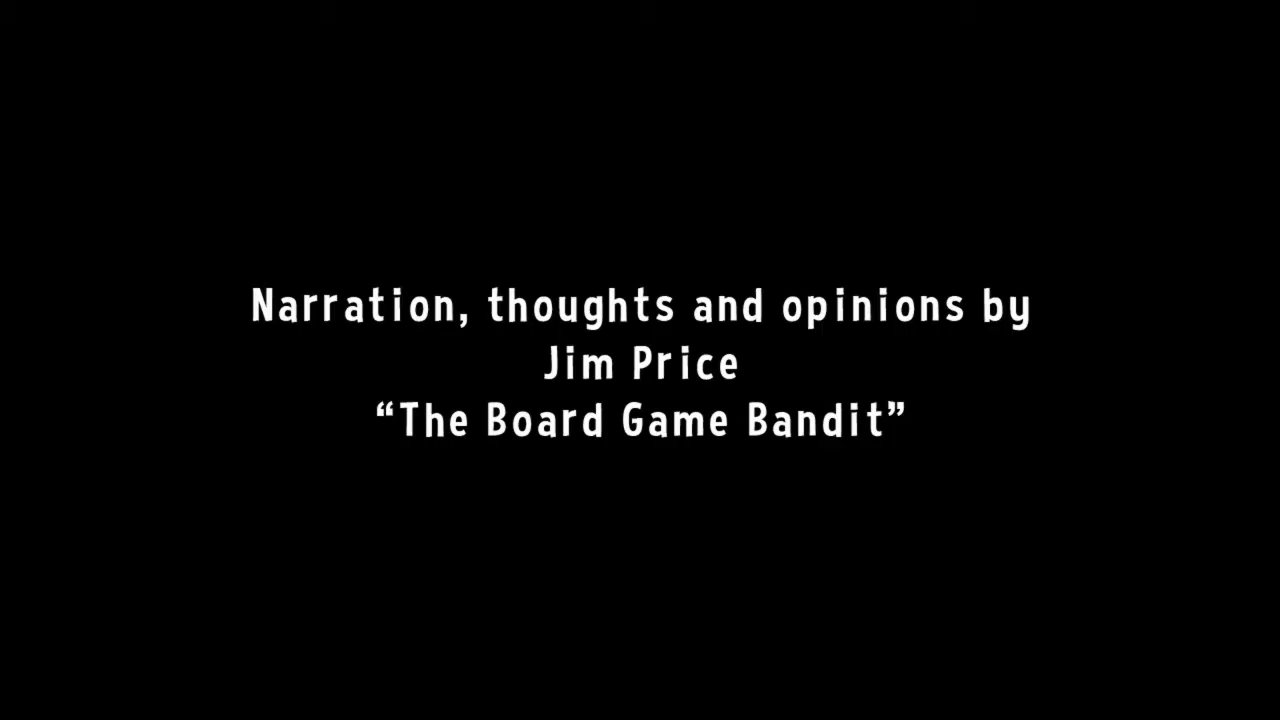 Narration, thoughts and opinions by
Jim Price
“The Board Game Bandit”